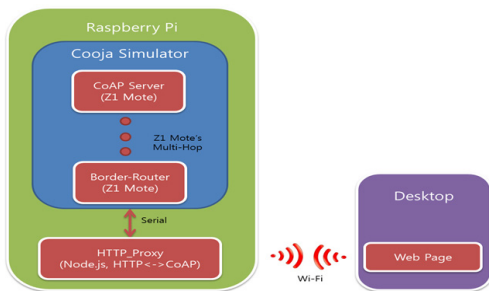 Raspberry Pi
Cooja Simulator
CoAP Server
(Z1 Mote)
Z1 Mote's
Multi-Hop
Border-Router
(Z1 Mote)
Serial
HTTP_Proxy
(Node.js, HTTP<->CoAP)
Wi-Fi
Desktop
Web Page